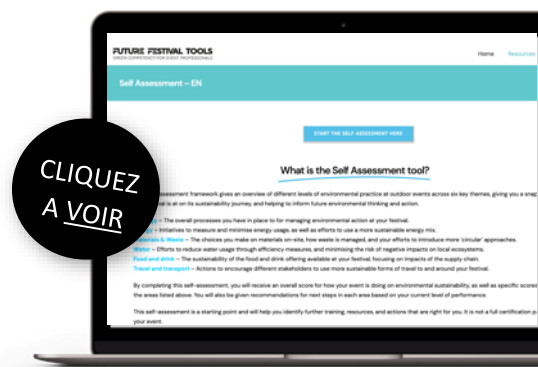 FUTURE FESTIVAL TOOLS
GREEN COMPETENCY FOR EVENT PROFESSIONALS
Home Resources
Self Assessment – EN
START THE SELF ASSESSMENT HERE
What is the Self Assessment tool?
assessment framework gives an overview of different levels of environmental practice at outdoor events across six key themes, giving you a snap
is at on its sustainability journey, and helping to inform future environmental thinking and action.
– The overall processes you have in place to for managing environmental action at your festival.
– Initiatives to measure and minimise energy usage, as well as efforts to use a more sustainable energy mix.
Materials & Waste – The choices you make on materials on-site, how waste is managed, and your efforts to introduce more 'circular' approaches.
Water – Efforts to reduce water usage through efficiency measures, and minimising the risk of negative impacts on local ecosystems.
Food and drink – The sustainability of the food and drink offering available at your festival, focusing on impacts of the supply chain.
Travel and transport – Actions to encourage different stakeholders to use more sustainable forms of travel to and around your festival.
By completing this self-assessment, you will receive an overall score for how your event is doing on environmental sustainability, as well as specific scores
the areas listed above. You will also be given recommendations for next steps in each area based on your current level of performance.
This self-assessment is a starting point and will help you identify further training, resources, and actions that are right for you. It is not a full certification p
your event.
CLIQUEZ
A VOIR